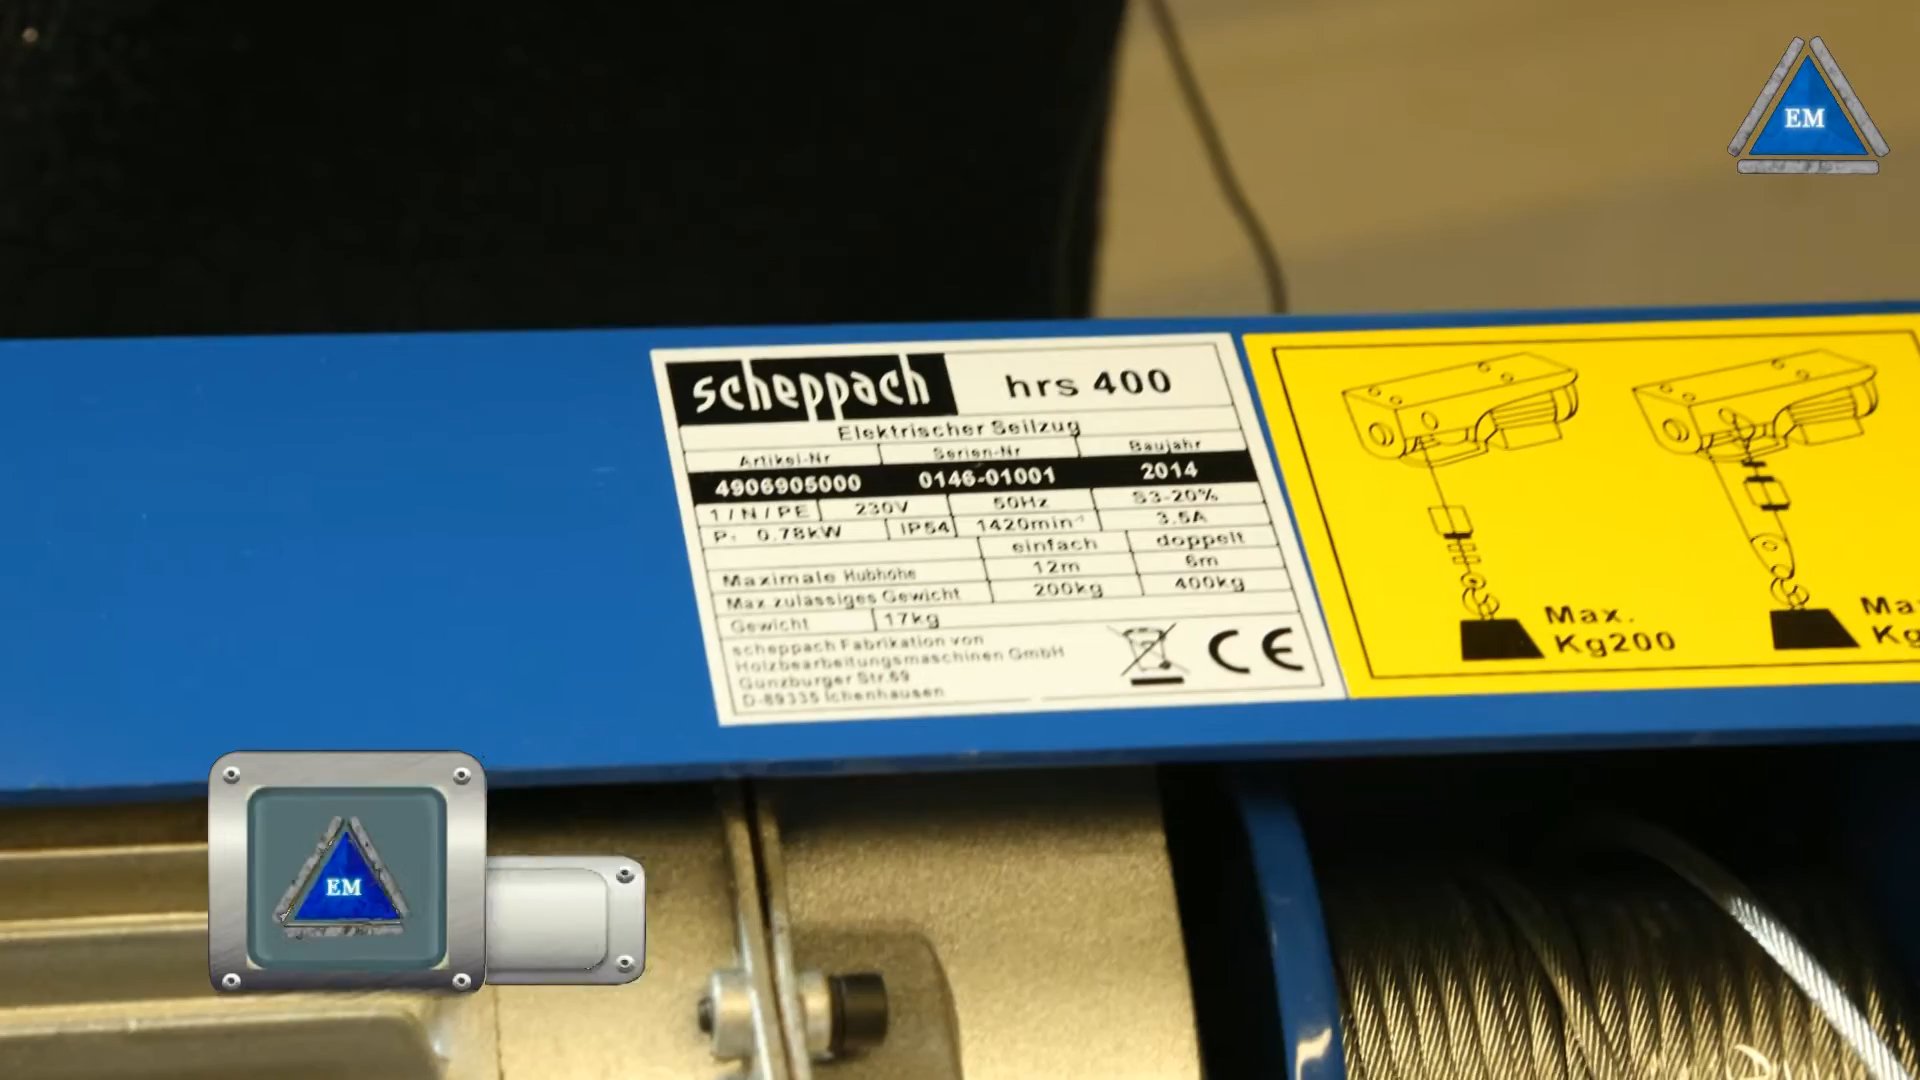 EM
scheppach hrs 400
Elektrischer Seilzug
Artikel-Nr Serien-Nr Baujahr
4906905000 0146-01001 2014
1/N/PE 230V 50Hz S3-20%
P: 0.78kW IP54 1420min⁻¹ 3.5A
einfach doppelt
Maximale Hubhöhe 12m 6m
Max zulässiges Gewicht 200kg 400kg
Gewicht 17kg
scheppach Fabrikation von
Holzbearbeitungsmaschinen GmbH
Günzburger Str.69
D-89335 Ichenhausen
CE
Max.
Kg200
EM